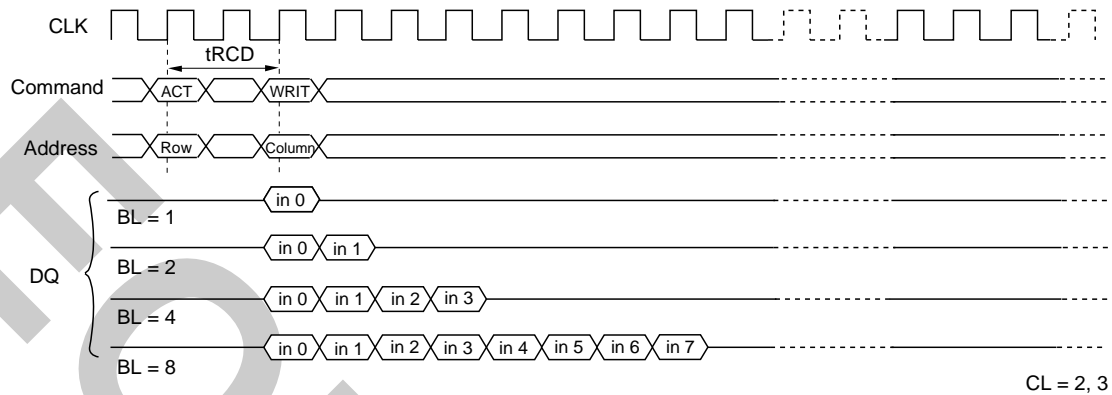 CLK
tRCD
Command ACT WRIT
Address Row Column
DQ
in 0
BL = 1
in 0 in 1
BL = 2
in 0 in 1 in 2 in 3
BL = 4
in 0 in 1 in 2 in 3 in 4 in 5 in 6 in 7
BL = 8
CL = 2, 3